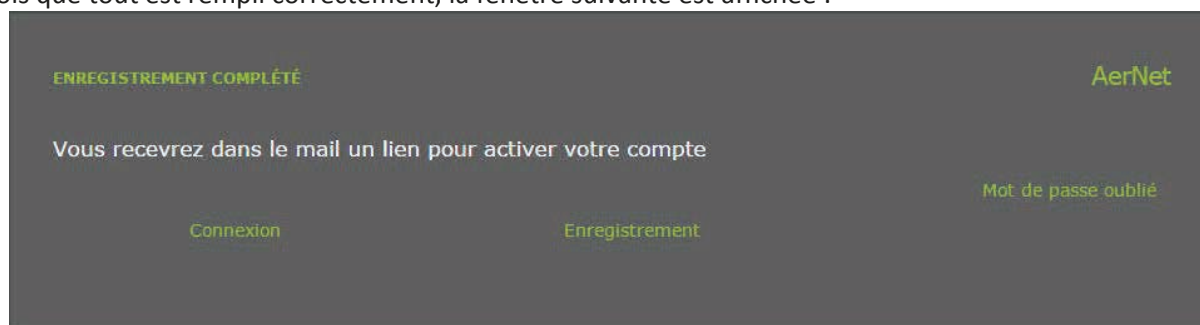 que tout est rempli correctement, la fenêtre suivante est affichée :
ENREGISTREMENT COMPLÉTÉ
AerNet
Vous recevrez dans le mail un lien pour activer votre compte
Mot de passe oublié
Connexion
Enregistrement